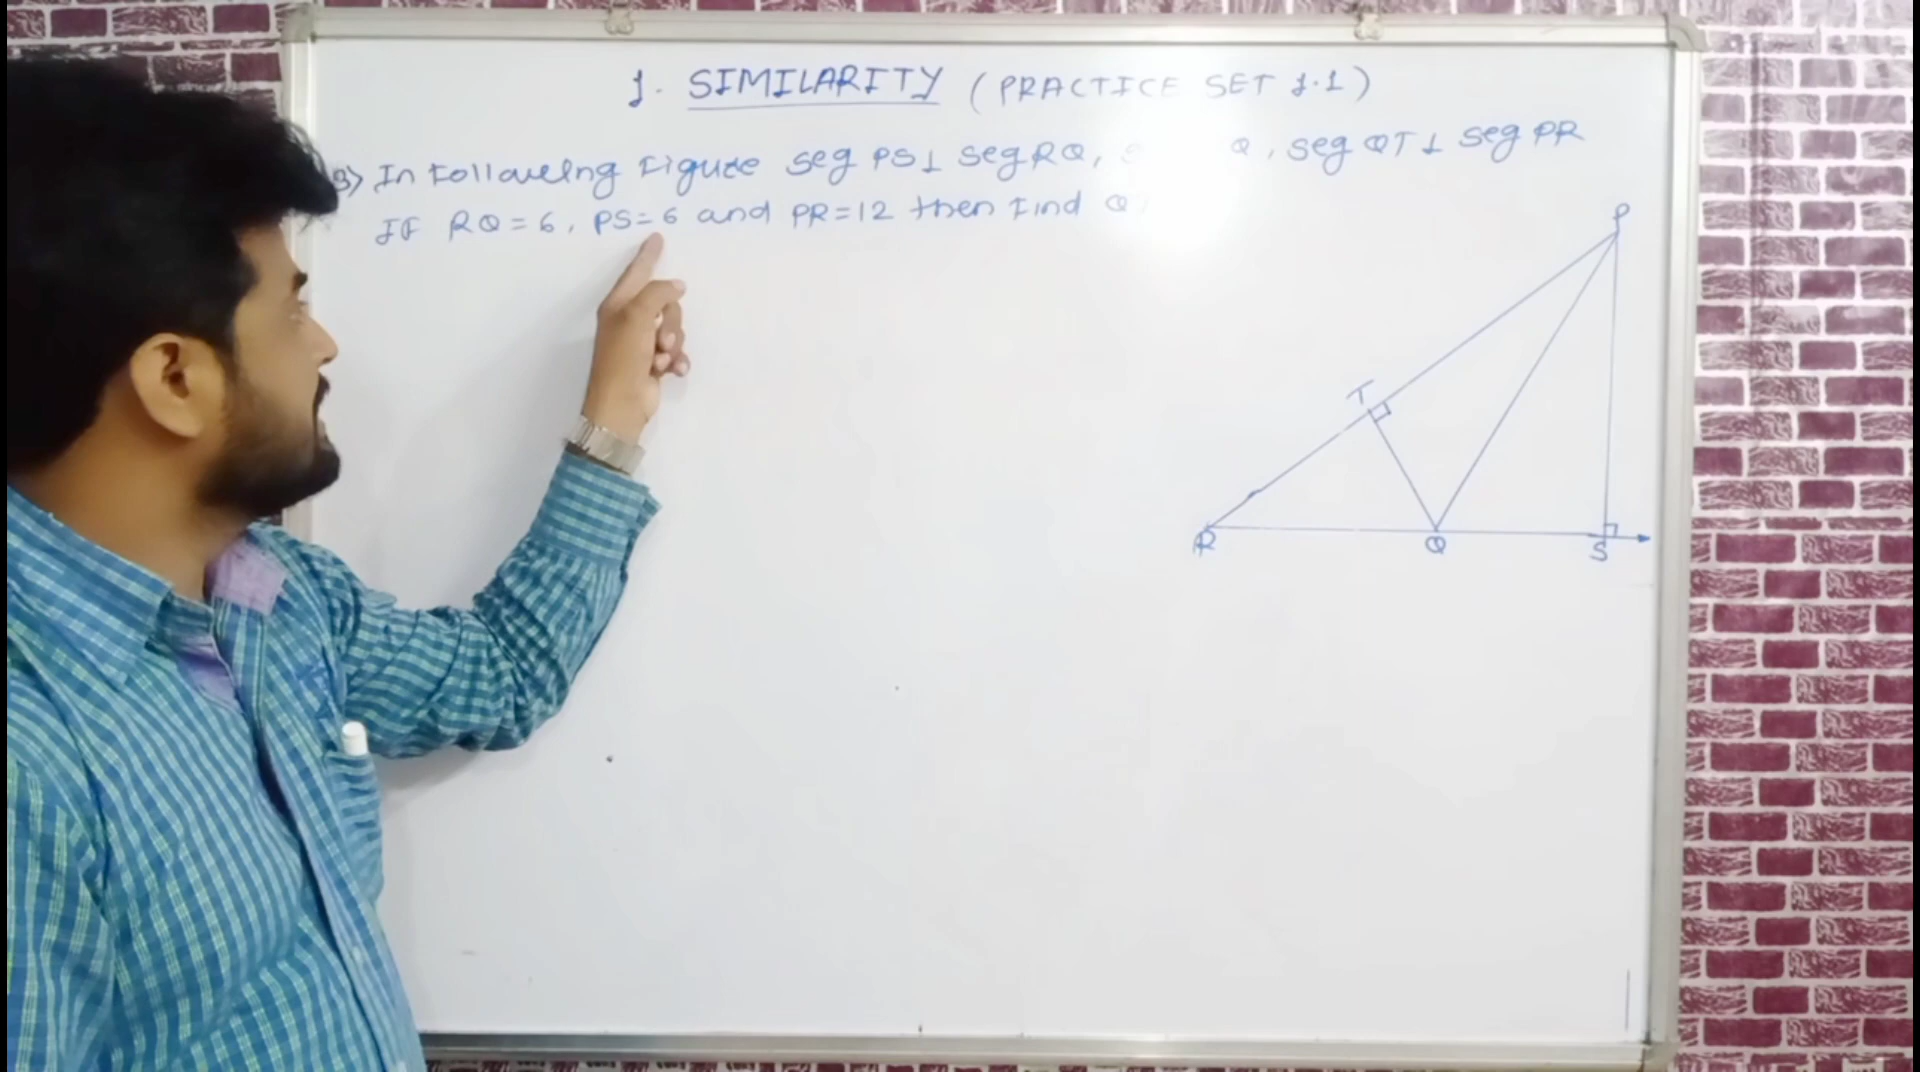 1. SIMILARITY (PRACTICE SET 1.1)
3) In following figure seg PS ⊥ seg RQ, Q, seg QT ⊥ seg PR
If RQ = 6, PS = 6 and PR = 12 then find Q
P
T
R Q S